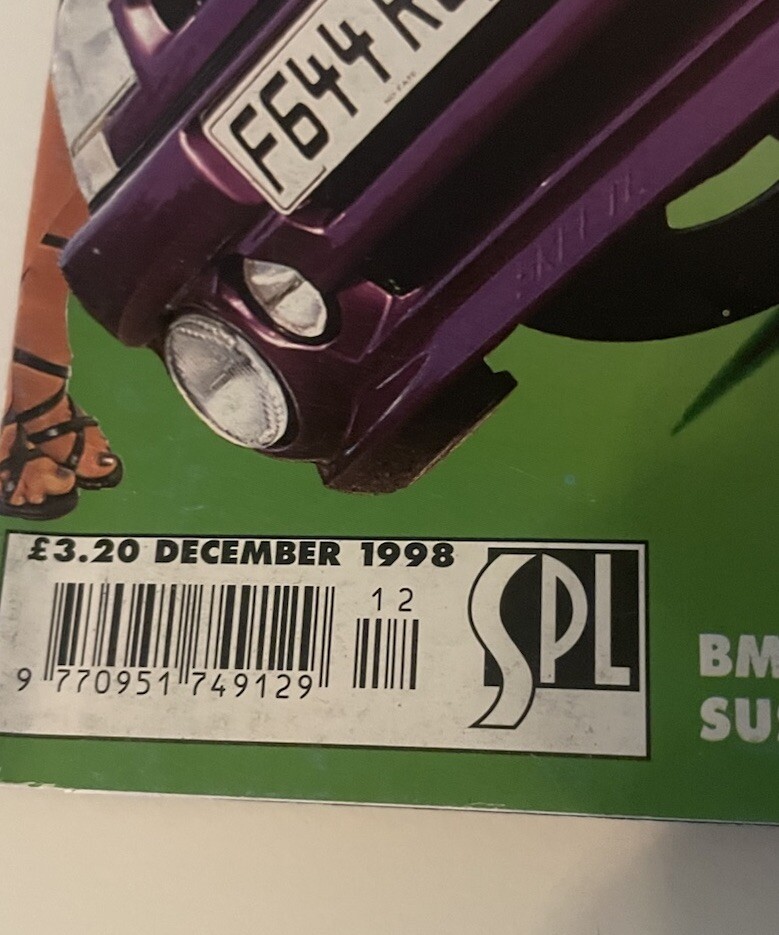 F644
£3.20 DECEMBER 1998
12
9 770951 749129
SPL
BM
SU